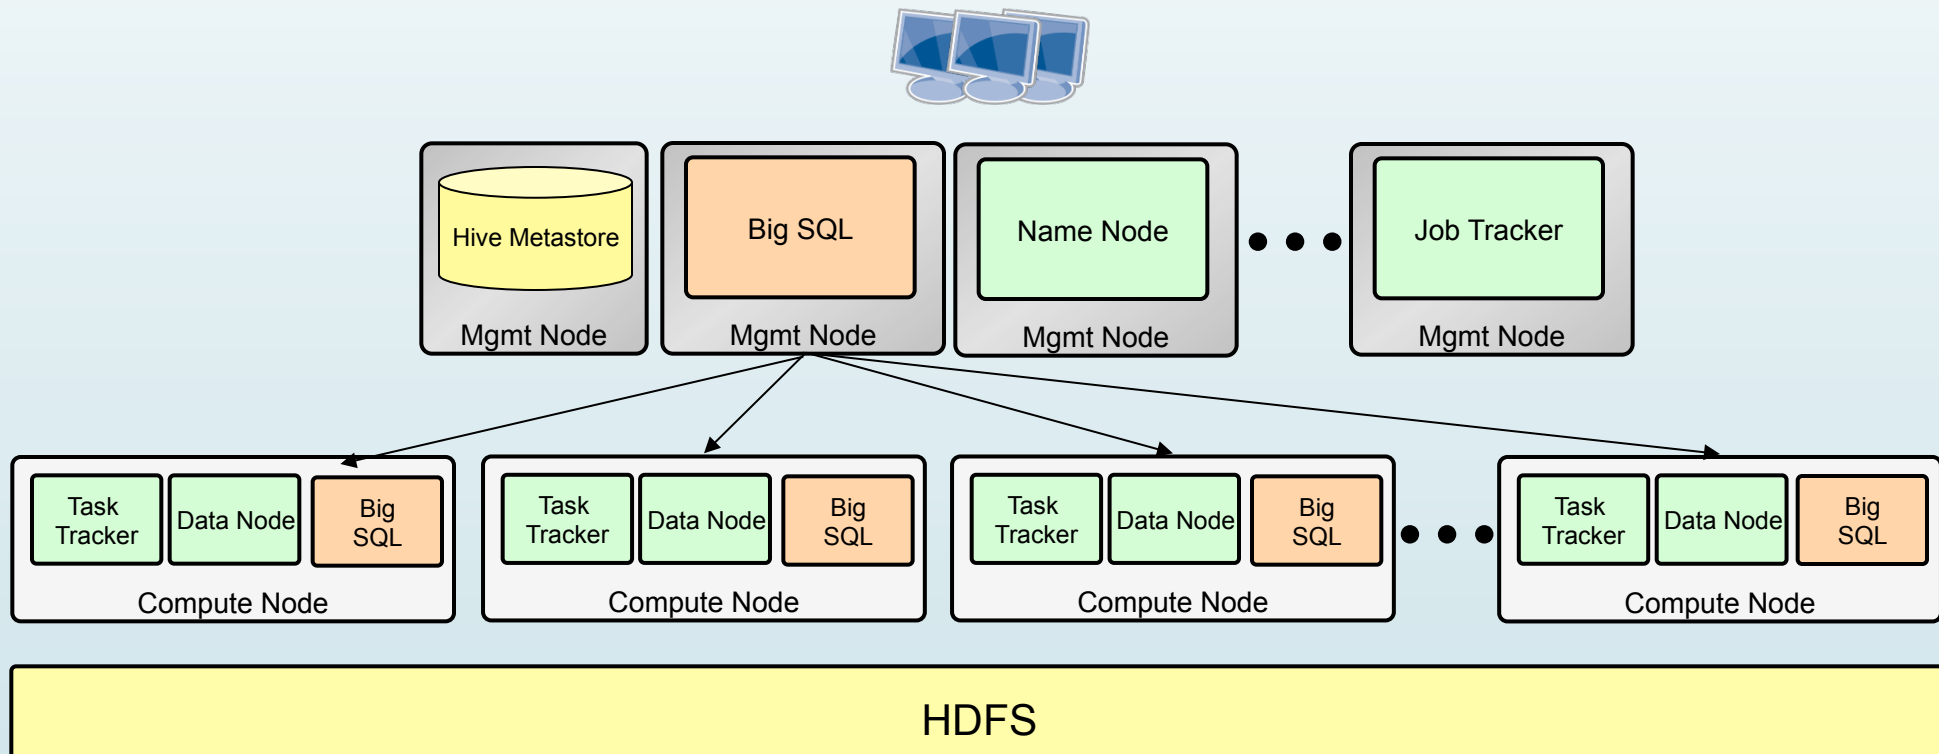 Hive Metastore
Mgmt Node
Big SQL
Mgmt Node
Name Node
Mgmt Node
Job Tracker
Mgmt Node
Task
Tracker
Data Node
Big
SQL
Compute Node
Task
Tracker
Data Node
Big
SQL
Compute Node
Task
Tracker
Data Node
Big
SQL
Compute Node
Task
Tracker
Data Node
Big
SQL
Compute Node
HDFS